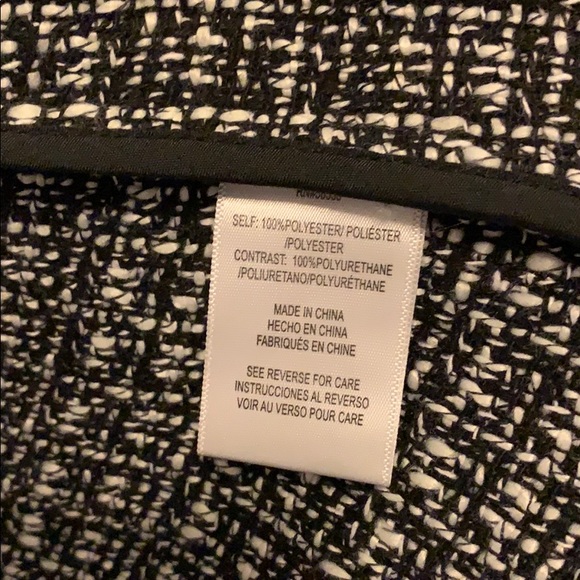 SELF: 100%POLYESTER/ POLIÉSTER
/POLYESTER
CONTRAST: 100%POLYURETHANE
/POLIURETANO/POLYURÉTHANE
MADE IN CHINA
HECHO EN CHINA
FABRIQUÉS EN CHINE
SEE REVERSE FOR CARE
INSTRUCCIONES AL REVERSO
VOIR AU VERSO POUR CARE